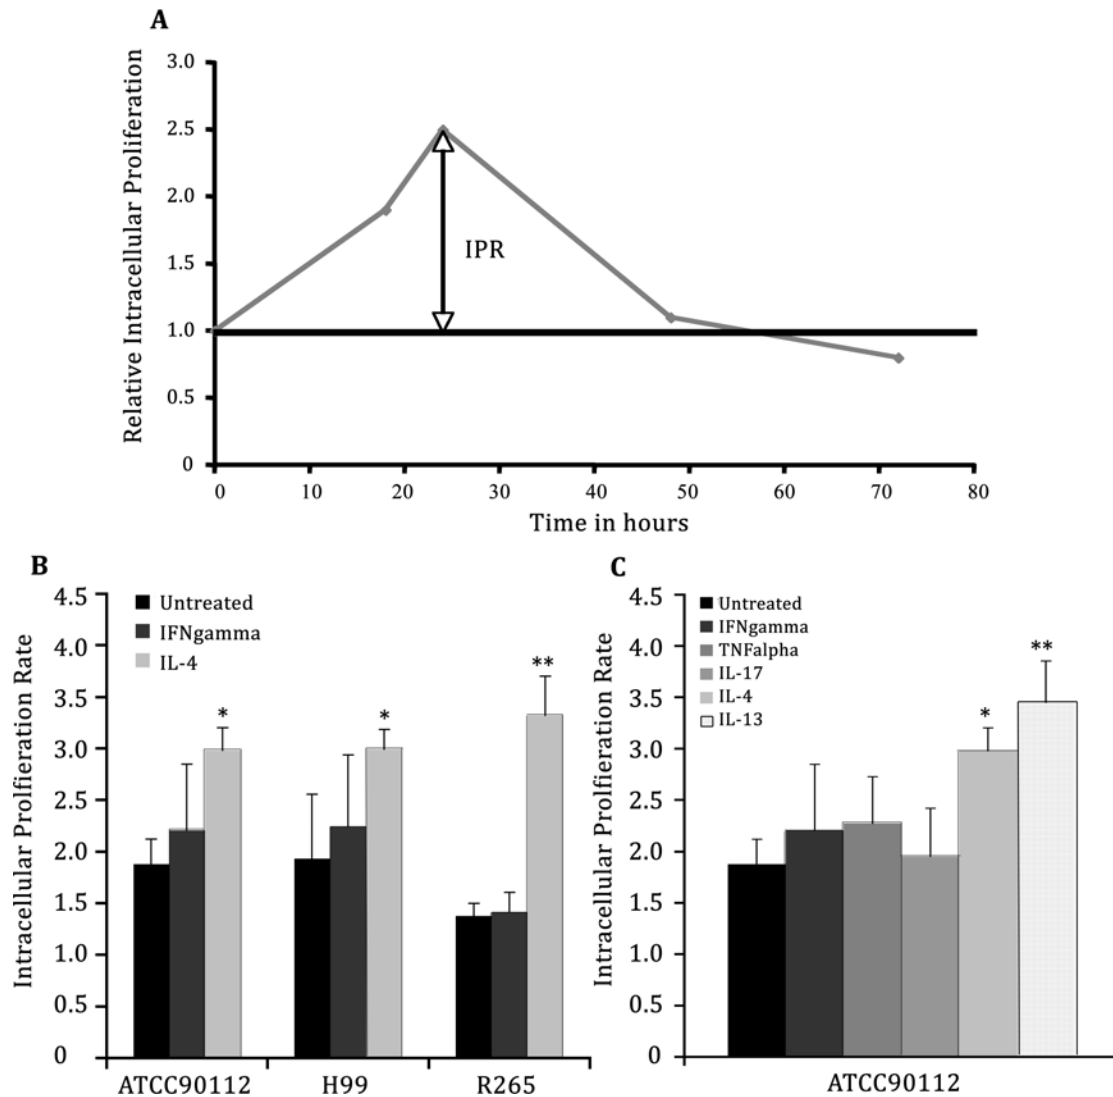 A
Relative Intracellular Proliferation
3.0
2.5
2.0
1.5
1.0
0.5
0
IPR
0 10 20 30 40 50 60 70 80
Time in hours
B
Intracellular Prolfieration Rate
4.5
4.0
3.5
3.0
2.5
2.0
1.5
1.0
0.5
0
Untreated
IFNgamma
IL-4
*
*
**
ATCC90112 H99 R265
C
Intracellular Prolfieration Rate
4.5
4.0
3.5
3.0
2.5
2.0
1.5
1.0
0.5
0
Untreated
IFNgamma
TNFalpha
IL-17
IL-4
IL-13
*
**
ATCC90112